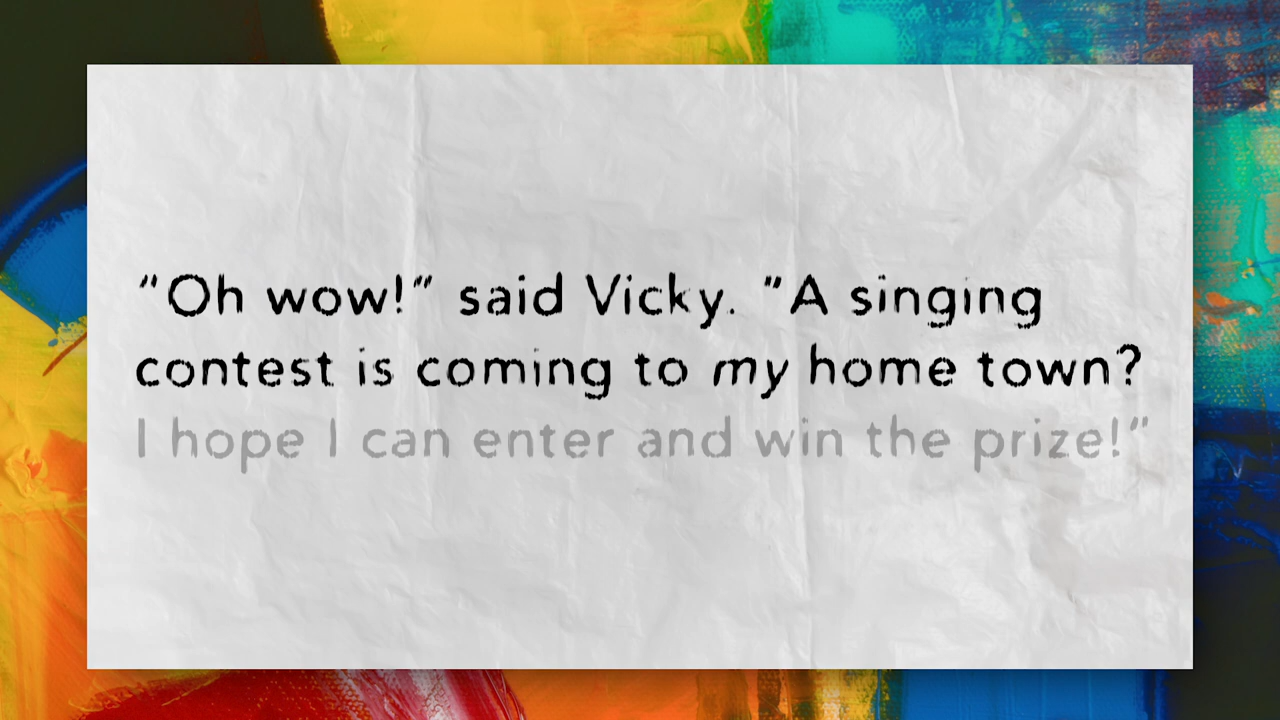 “Oh wow!” said Vicky. ”A singing
contest is coming to my home town?
I hope I can enter and win the prize!”